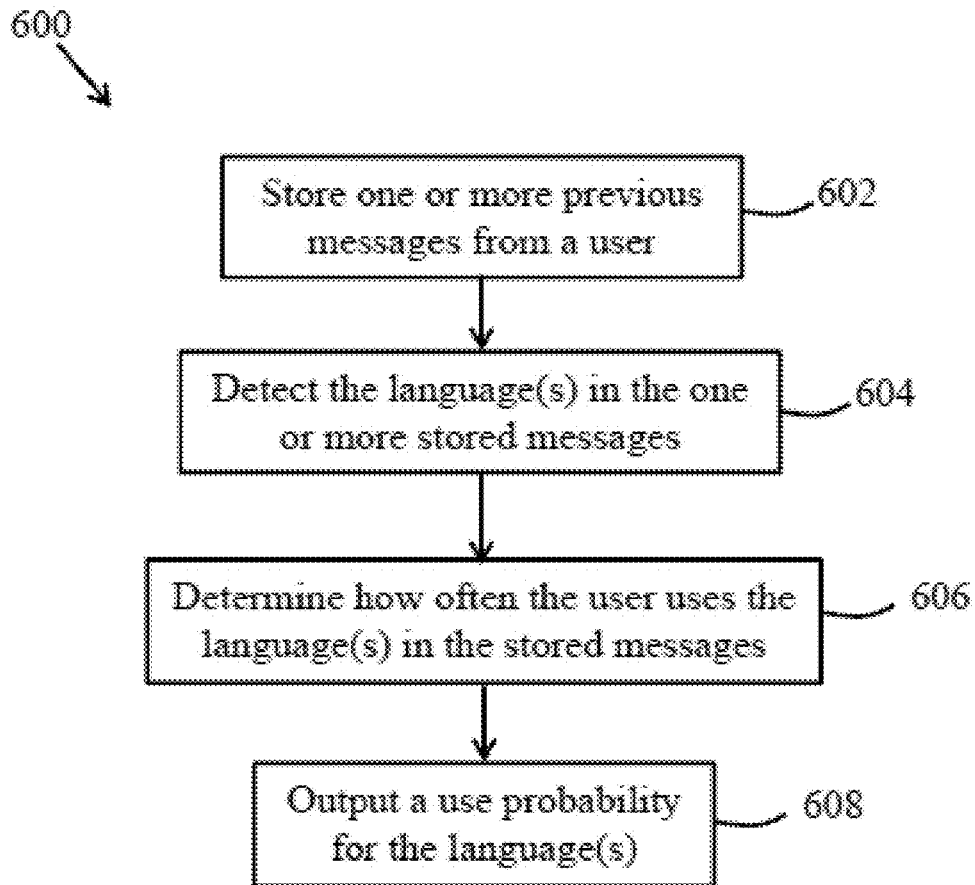 600
Store one or more previous
messages from a user
602
Detect the language(s) in the one
or more stored messages
604
Determine how often the user uses the
language(s) in the stored messages
606
Output a use probability
for the language(s)
608